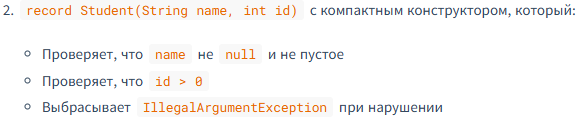 2. record Student(String name, int id) с компактным конструктором, который:
○ Проверяет, что name не null и не пустое
○ Проверяет, что id > 0
○ Выбрасывает IllegalArgumentException при нарушении